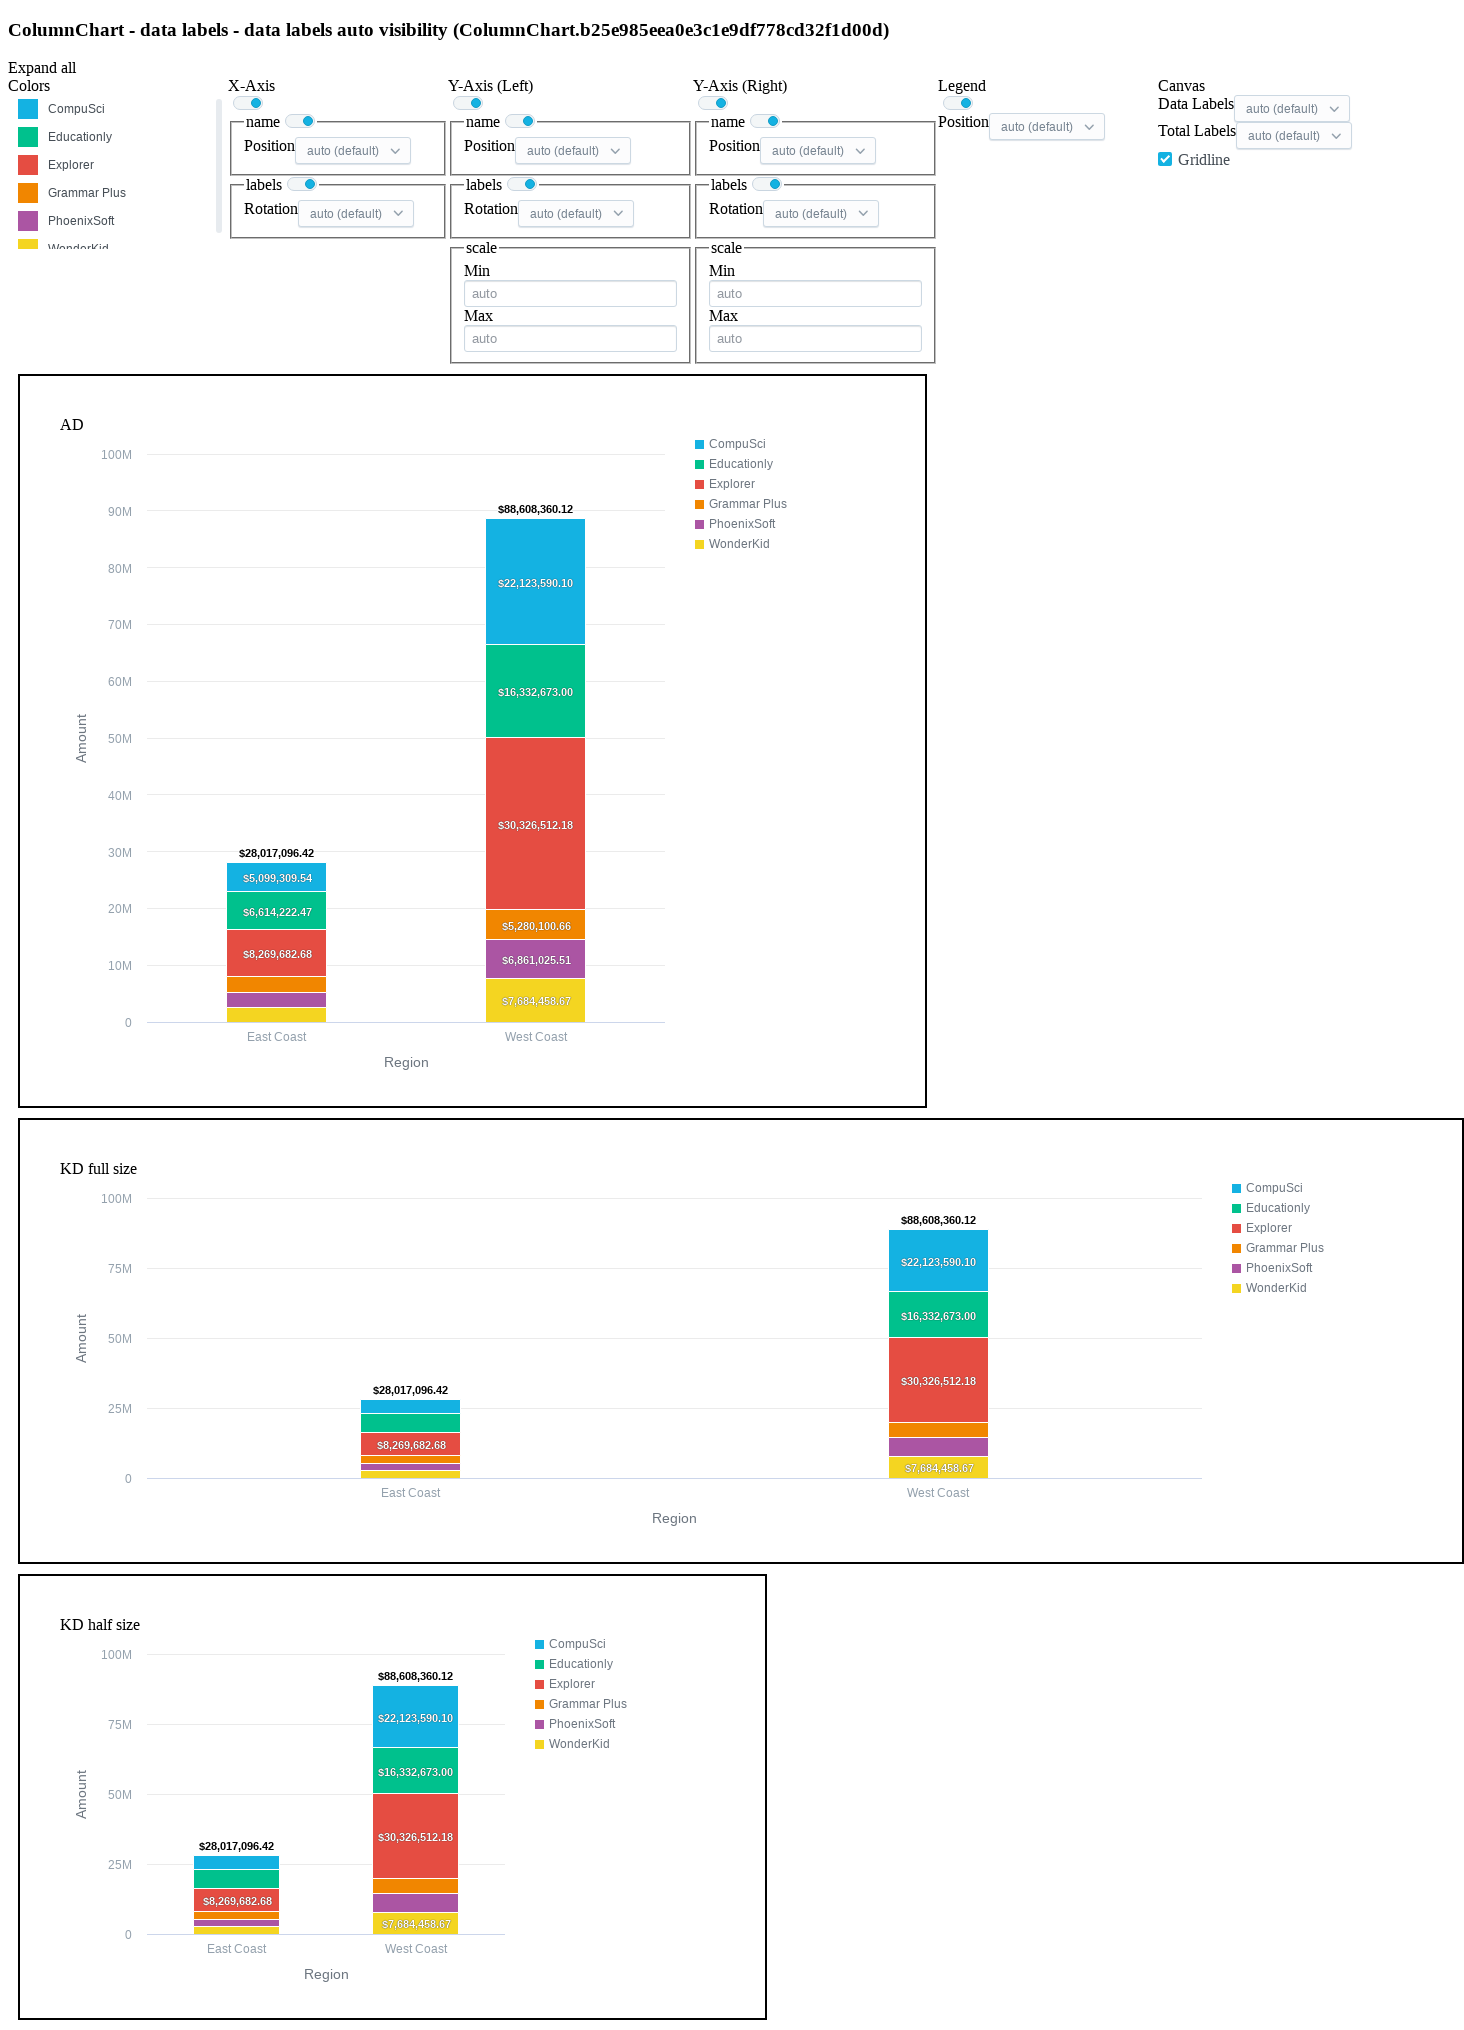 ColumnChart - data labels - data labels auto visibility (ColumnChart.b25e985eea0e3c1e9df778cd32f1d00d)
Expand all
Colors
CompuSci
Educationly
Explorer
Grammar Plus
PhoenixSoft
WonderKid
X-Axis
name
Position auto (default)
labels
Rotation auto (default)
Y-Axis (Left)
name
Position auto (default)
labels
Rotation auto (default)
scale
Min
auto
Max
auto
Y-Axis (Right)
name
Position auto (default)
labels
Rotation auto (default)
scale
Min
auto
Max
auto
Legend
Position auto (default)
Canvas
Data Labels auto (default)
Total Labels auto (default)
Gridline
AD
100M
90M
80M
70M
60M
50M
40M
30M
20M
10M
0
Amount
$28,017,096.42
$5,099,309.54
$6,614,222.47
$8,269,682.68
$88,608,360.12
$22,123,590.10
$16,332,673.00
$30,326,512.18
$5,280,100.66
$6,861,025.51
$7,684,458.67
East Coast
West Coast
Region
CompuSci
Educationly
Explorer
Grammar Plus
PhoenixSoft
WonderKid
KD full size
100M
75M
50M
25M
0
Amount
$28,017,096.42
$8,269,682.68
$88,608,360.12
$22,123,590.10
$16,332,673.00
$30,326,512.18
$7,684,458.67
East Coast
West Coast
Region
CompuSci
Educationly
Explorer
Grammar Plus
PhoenixSoft
WonderKid
KD half size
100M
75M
50M
25M
0
Amount
$28,017,096.42
$8,269,682.68
$88,608,360.12
$22,123,590.10
$16,332,673.00
$30,326,512.18
$7,684,458.67
East Coast
West Coast
Region
CompuSci
Educationly
Explorer
Grammar Plus
PhoenixSoft
WonderKid